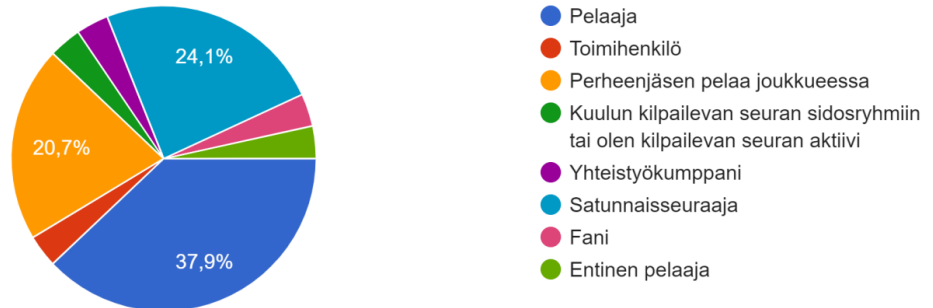 24,1%
20,7%
37,9%
Pelaaja
Toimihenkilö
Perheenjäsen pelaa joukkueessa
Kuulun kilpailevan seuran sidosryhmiin
tai olen kilpailevan seuran aktiivi
Yhteistyökumppani
Satunnaisseuraaja
Fani
Entinen pelaaja